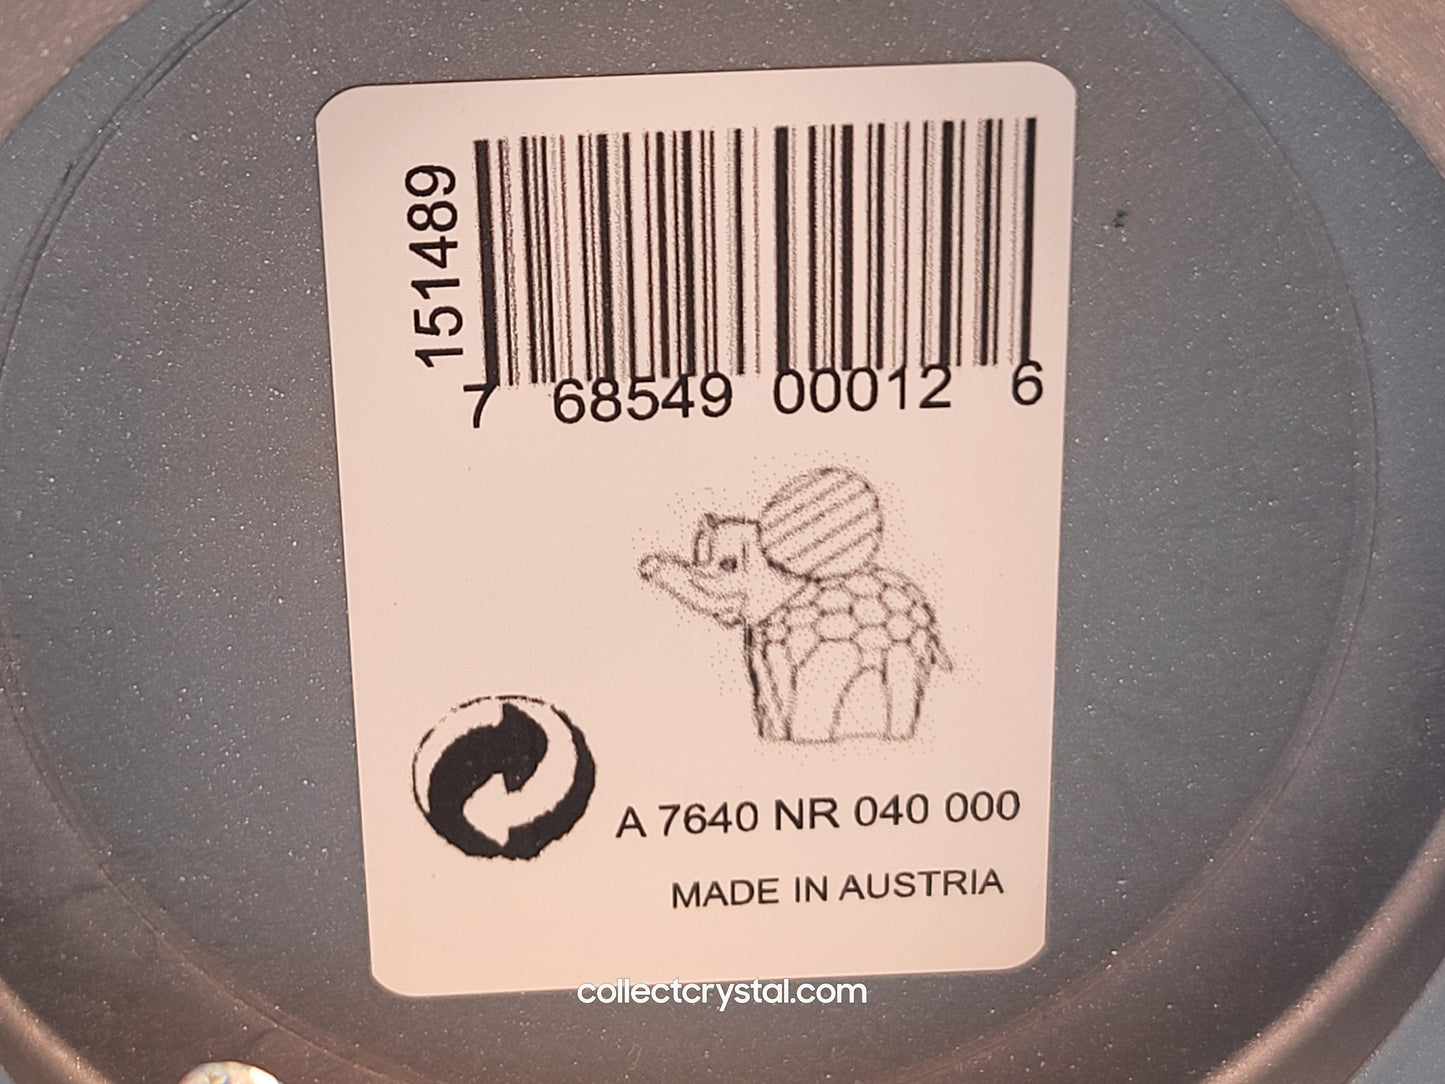 151489
7 68549 00012 6
A 7640 NR 040 000
MADE IN AUSTRIA
collectcrystal.com